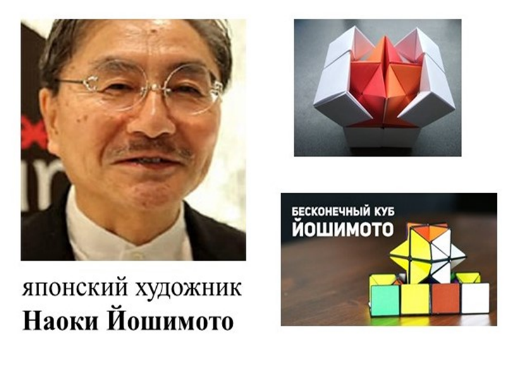 японский художник
Наоки Йошимото
БЕСКОНЕЧНЫЙ КУБ
ЙОШИМОТО